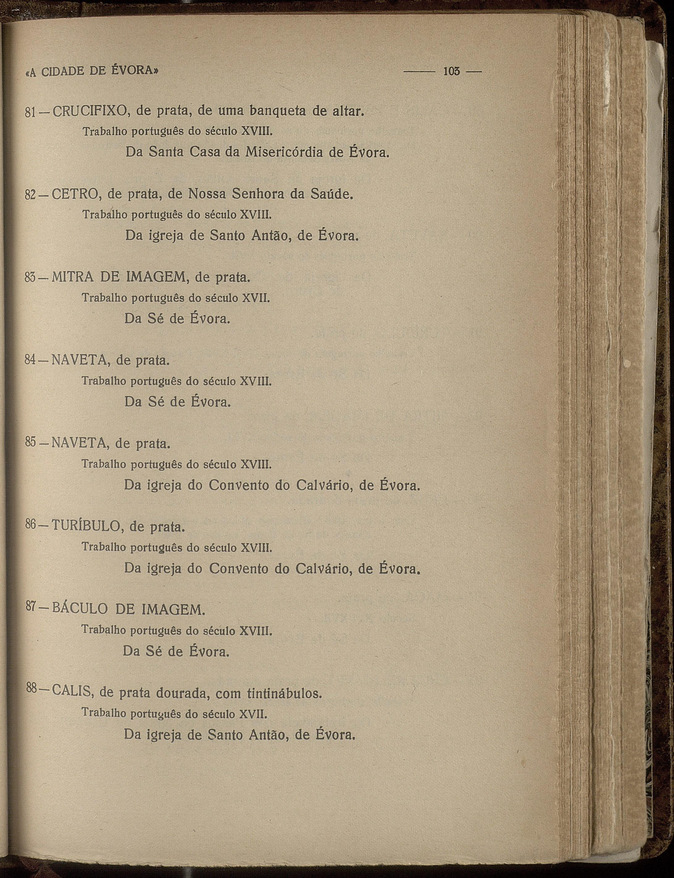 «A CIDADE DE ÉVORA» —— 103 —
81 — CRUCIFIXO, de prata, de uma banqueta de altar.
Trabalho português do século XVIII.
Da Santa Casa da Misericórdia de Évora.
82 — CETRO, de prata, de Nossa Senhora da Saúde.
Trabalho português do século XVIII.
Da igreja de Santo Antão, de Évora.
83 — MITRA DE IMAGEM, de prata.
Trabalho português do século XVII.
Da Sé de Évora.
84 — NAVETA, de prata.
Trabalho português do século XVIII.
Da Sé de Évora.
85 — NAVETA, de prata.
Trabalho português do século XVIII.
Da igreja do Convento do Calvário, de Évora.
86 — TURÍBULO, de prata.
Trabalho português do século XVIII.
Da igreja do Convento do Calvário, de Évora.
87 — BÁCULO DE IMAGEM.
Trabalho português do século XVIII.
Da Sé de Évora.
88 — CALIS, de prata dourada, com tintinábulos.
Trabalho português do século XVII.
Da igreja de Santo Antão, de Évora.